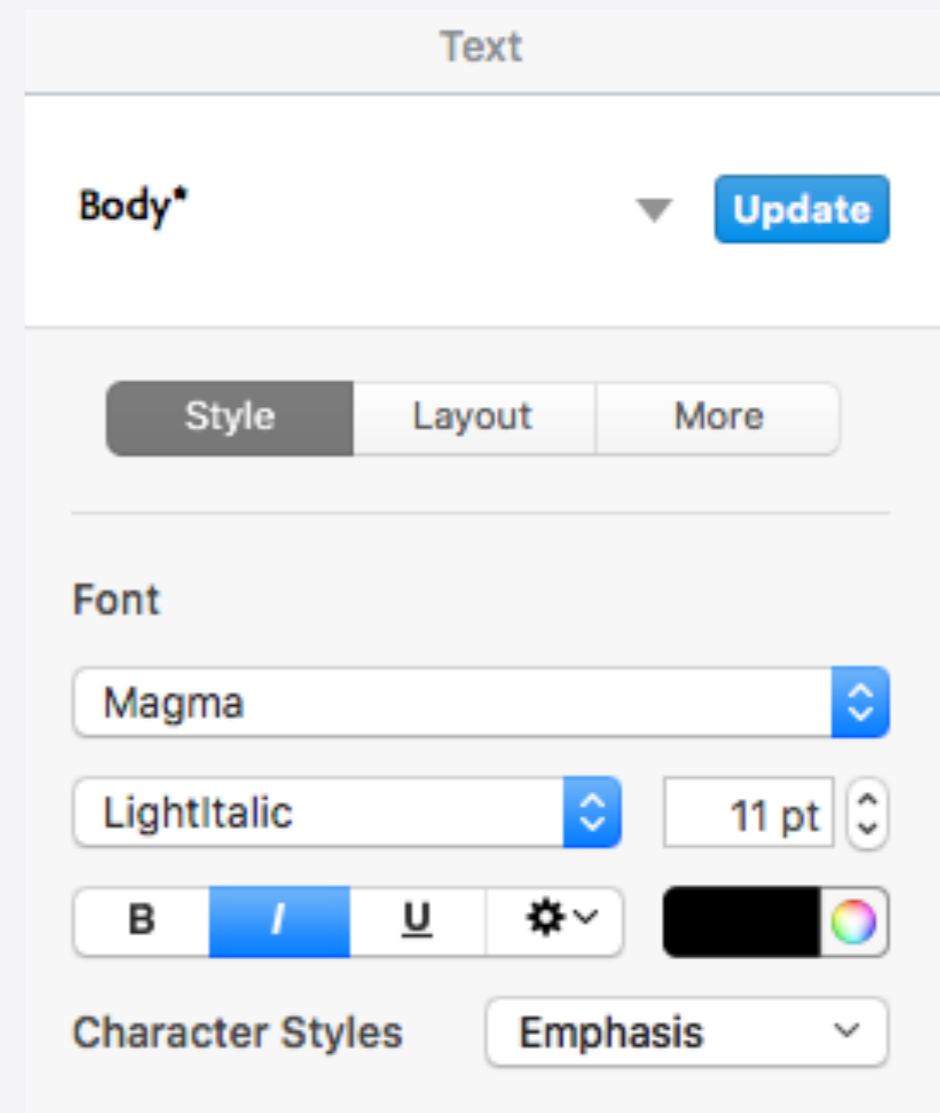 Text
Body* Update
Style Layout More
Font
Magma
LightItalic 11 pt
B I U
Character Styles Emphasis